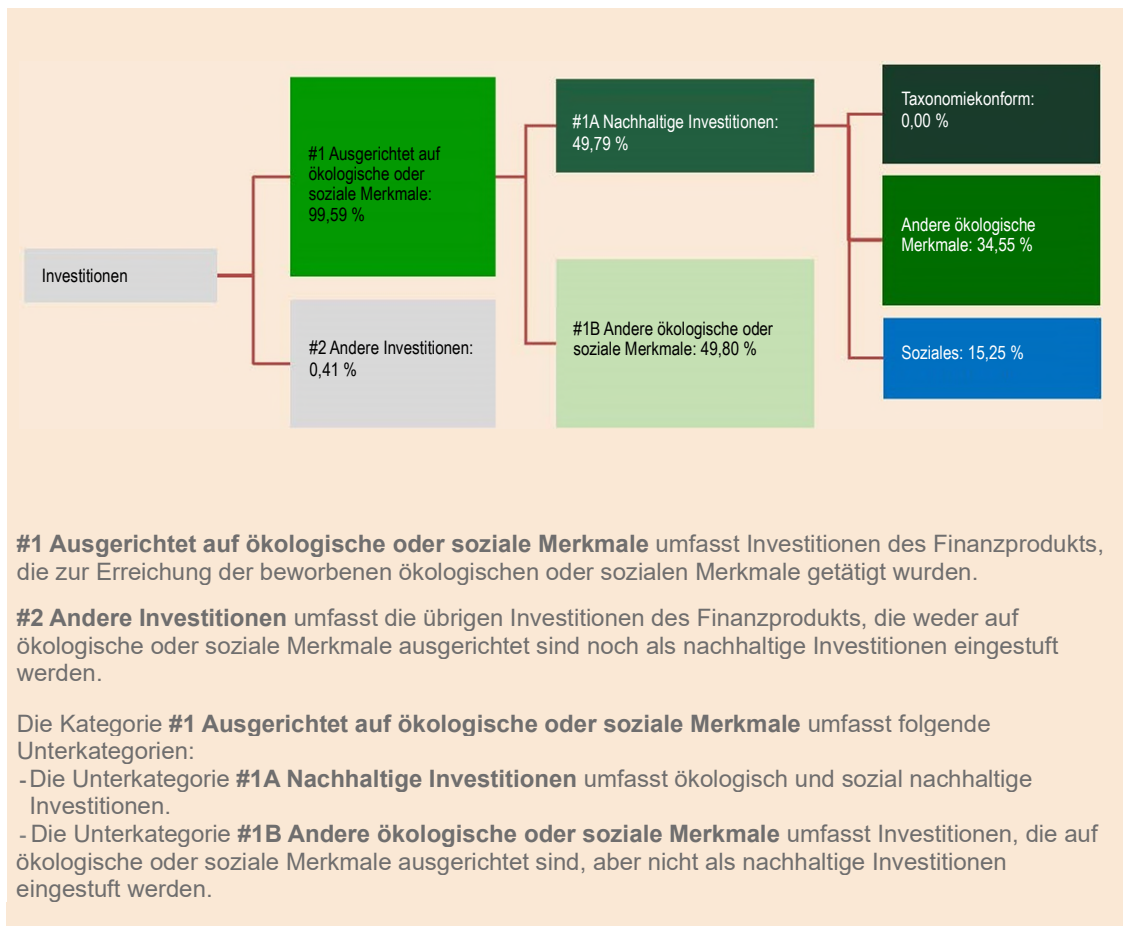 Investitionen
#1 Ausgerichtet auf
ökologische oder
soziale Merkmale:
99,59 %
#2 Andere Investitionen:
0,41 %
#1A Nachhaltige Investitionen:
49,79 %
#1B Andere ökologische oder
soziale Merkmale: 49,80 %
Taxonomiekonform:
0,00 %
Andere ökologische
Merkmale: 34,55 %
Soziales: 15,25 %
#1 Ausgerichtet auf ökologische oder soziale Merkmale umfasst Investitionen des Finanzprodukts,
die zur Erreichung der beworbenen ökologischen oder sozialen Merkmale getätigt wurden.
#2 Andere Investitionen umfasst die übrigen Investitionen des Finanzprodukts, die weder auf
ökologische oder soziale Merkmale ausgerichtet sind noch als nachhaltige Investitionen eingestuft
werden.
Die Kategorie #1 Ausgerichtet auf ökologische oder soziale Merkmale umfasst folgende
Unterkategorien:
- Die Unterkategorie #1A Nachhaltige Investitionen umfasst ökologisch und sozial nachhaltige
Investitionen.
- Die Unterkategorie #1B Andere ökologische oder soziale Merkmale umfasst Investitionen, die auf
ökologische oder soziale Merkmale ausgerichtet sind, aber nicht als nachhaltige Investitionen
eingestuft werden.